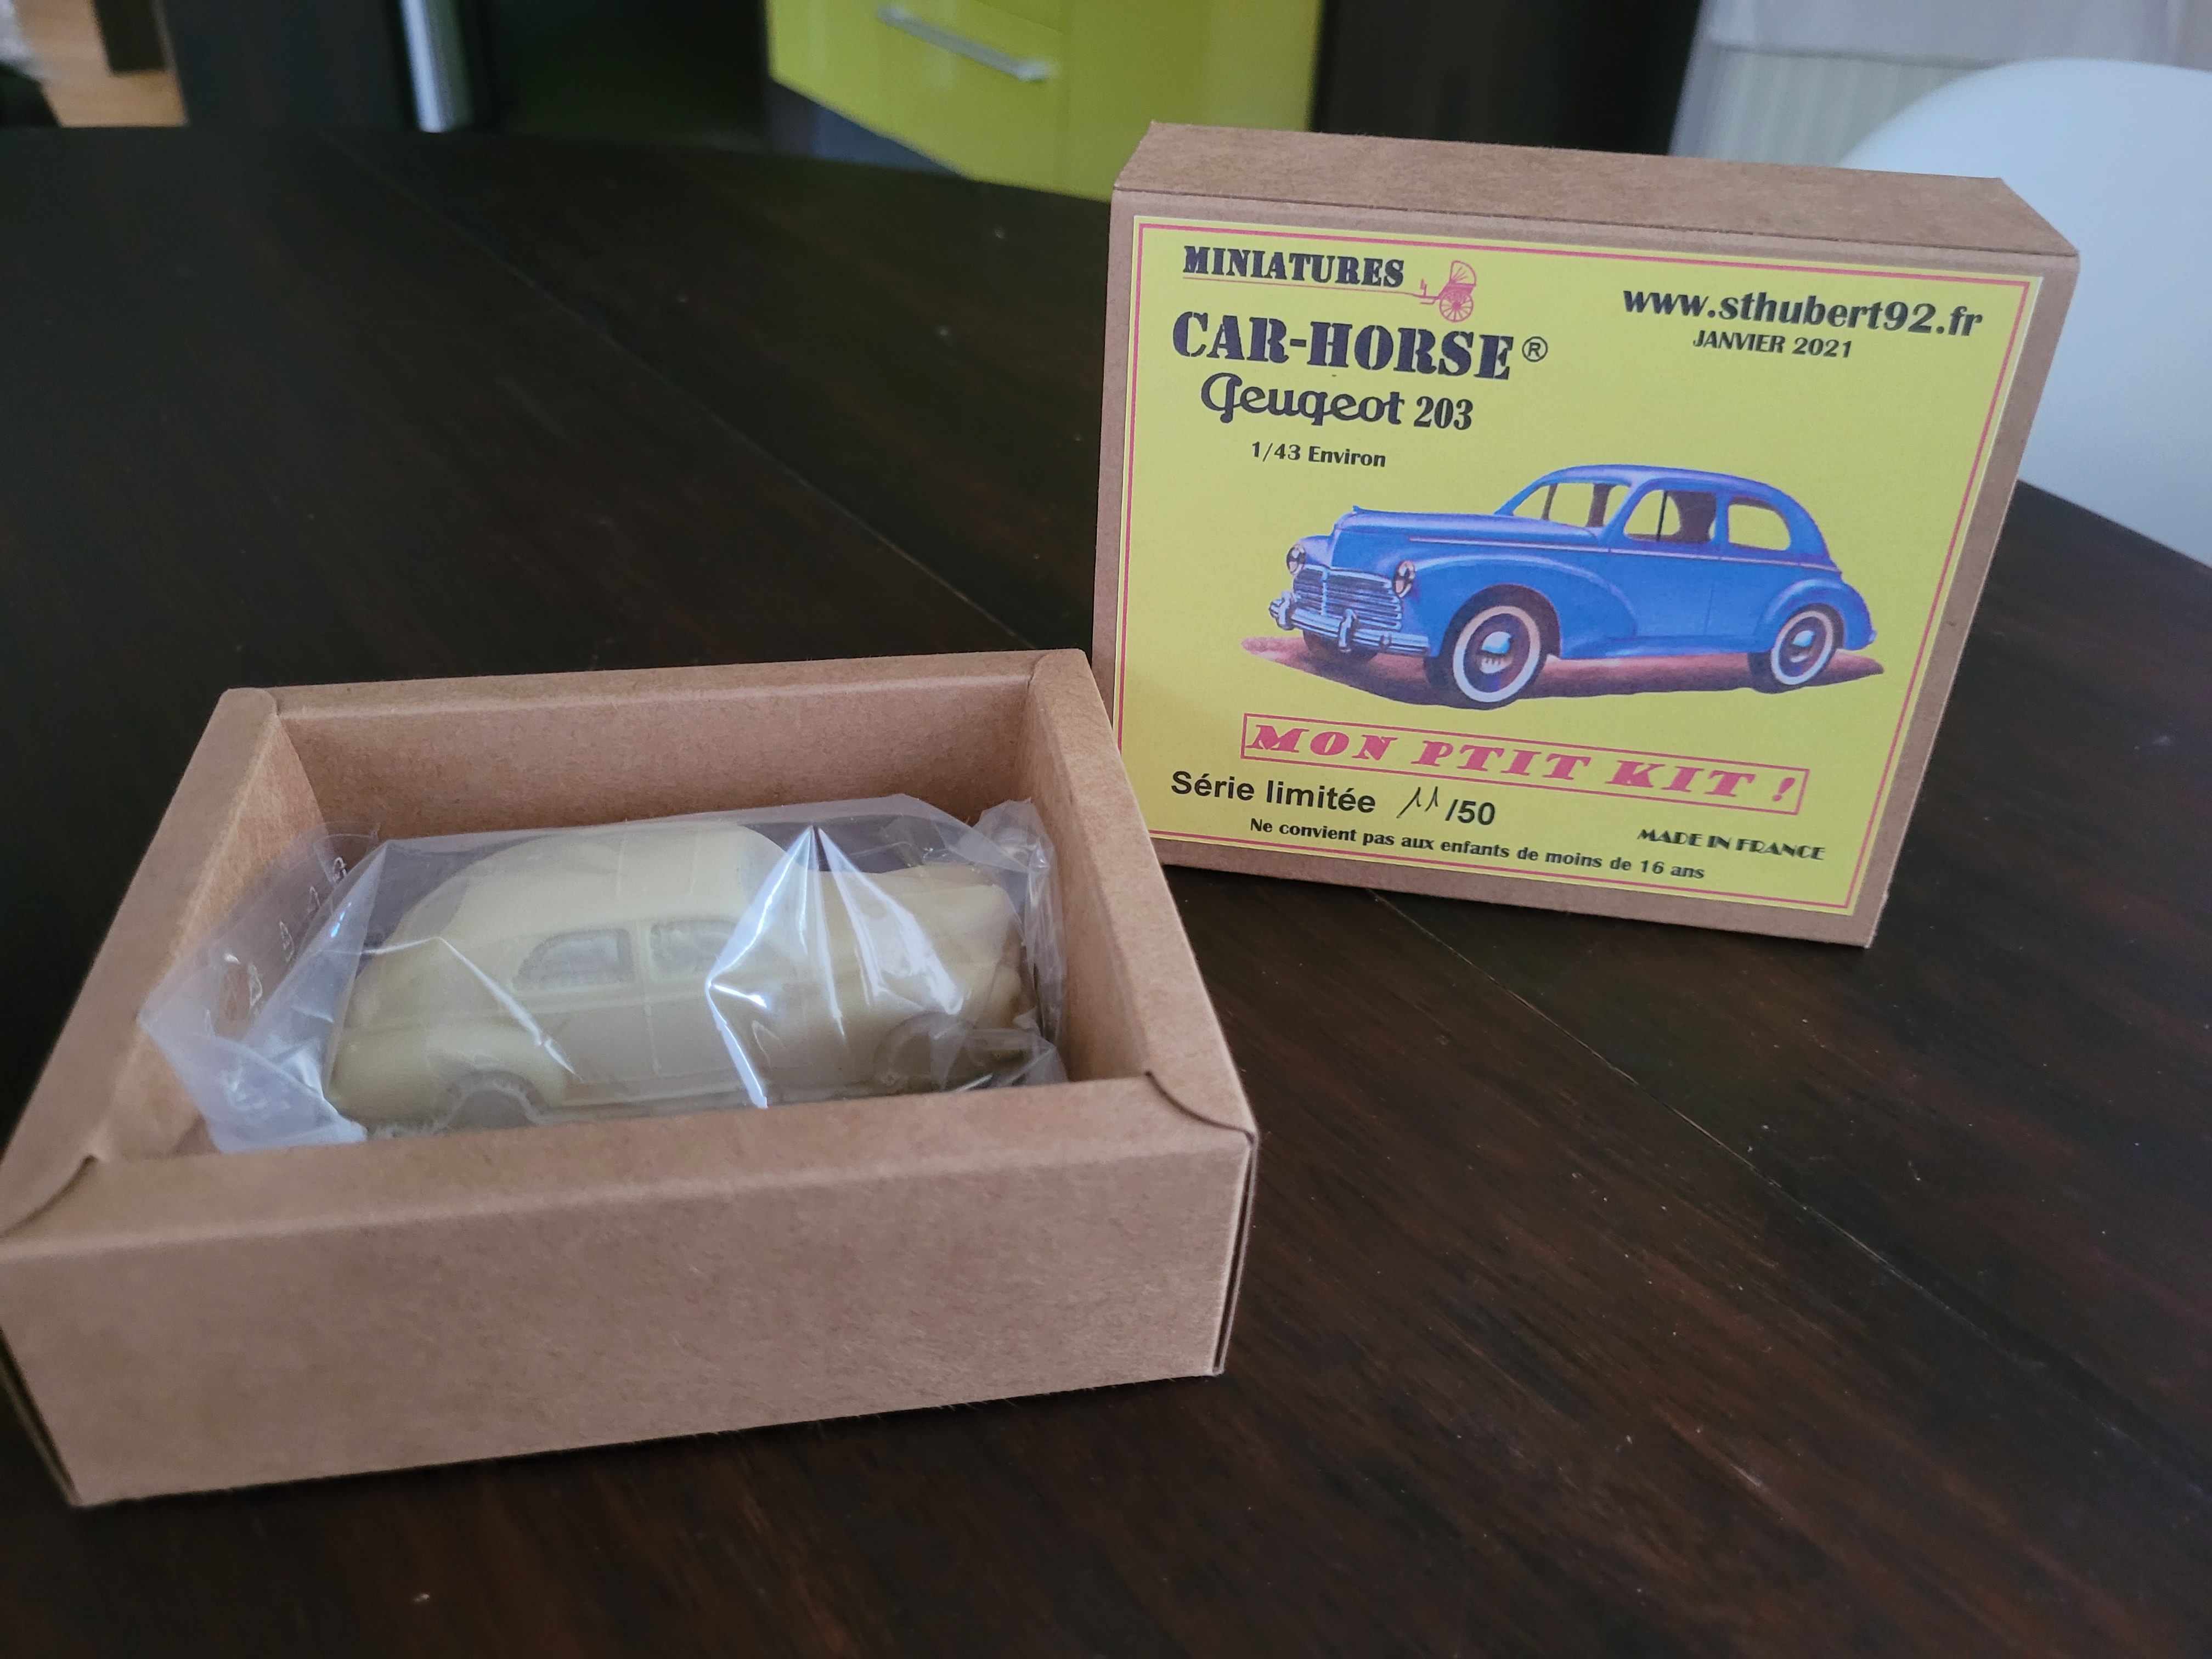 MINIATURES
CAR-HORSE®
Peugeot 203
1/43 Environ
www.sthubert92.fr
JANVIER 2021
MON PTIT KIT !
Série limitée 11/50
MADE IN FRANCE
Ne convient pas aux enfants de moins de 16 ans